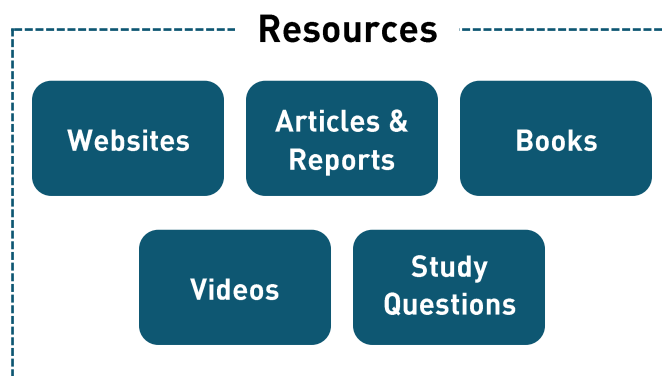 Resources
Websites
Articles &
Reports
Books
Videos
Study
Questions